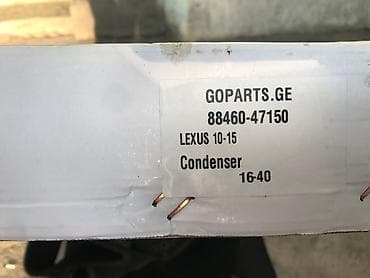 GOPARTS.GE
88460-47150
LEXUS 10-15
Condenser
16-40